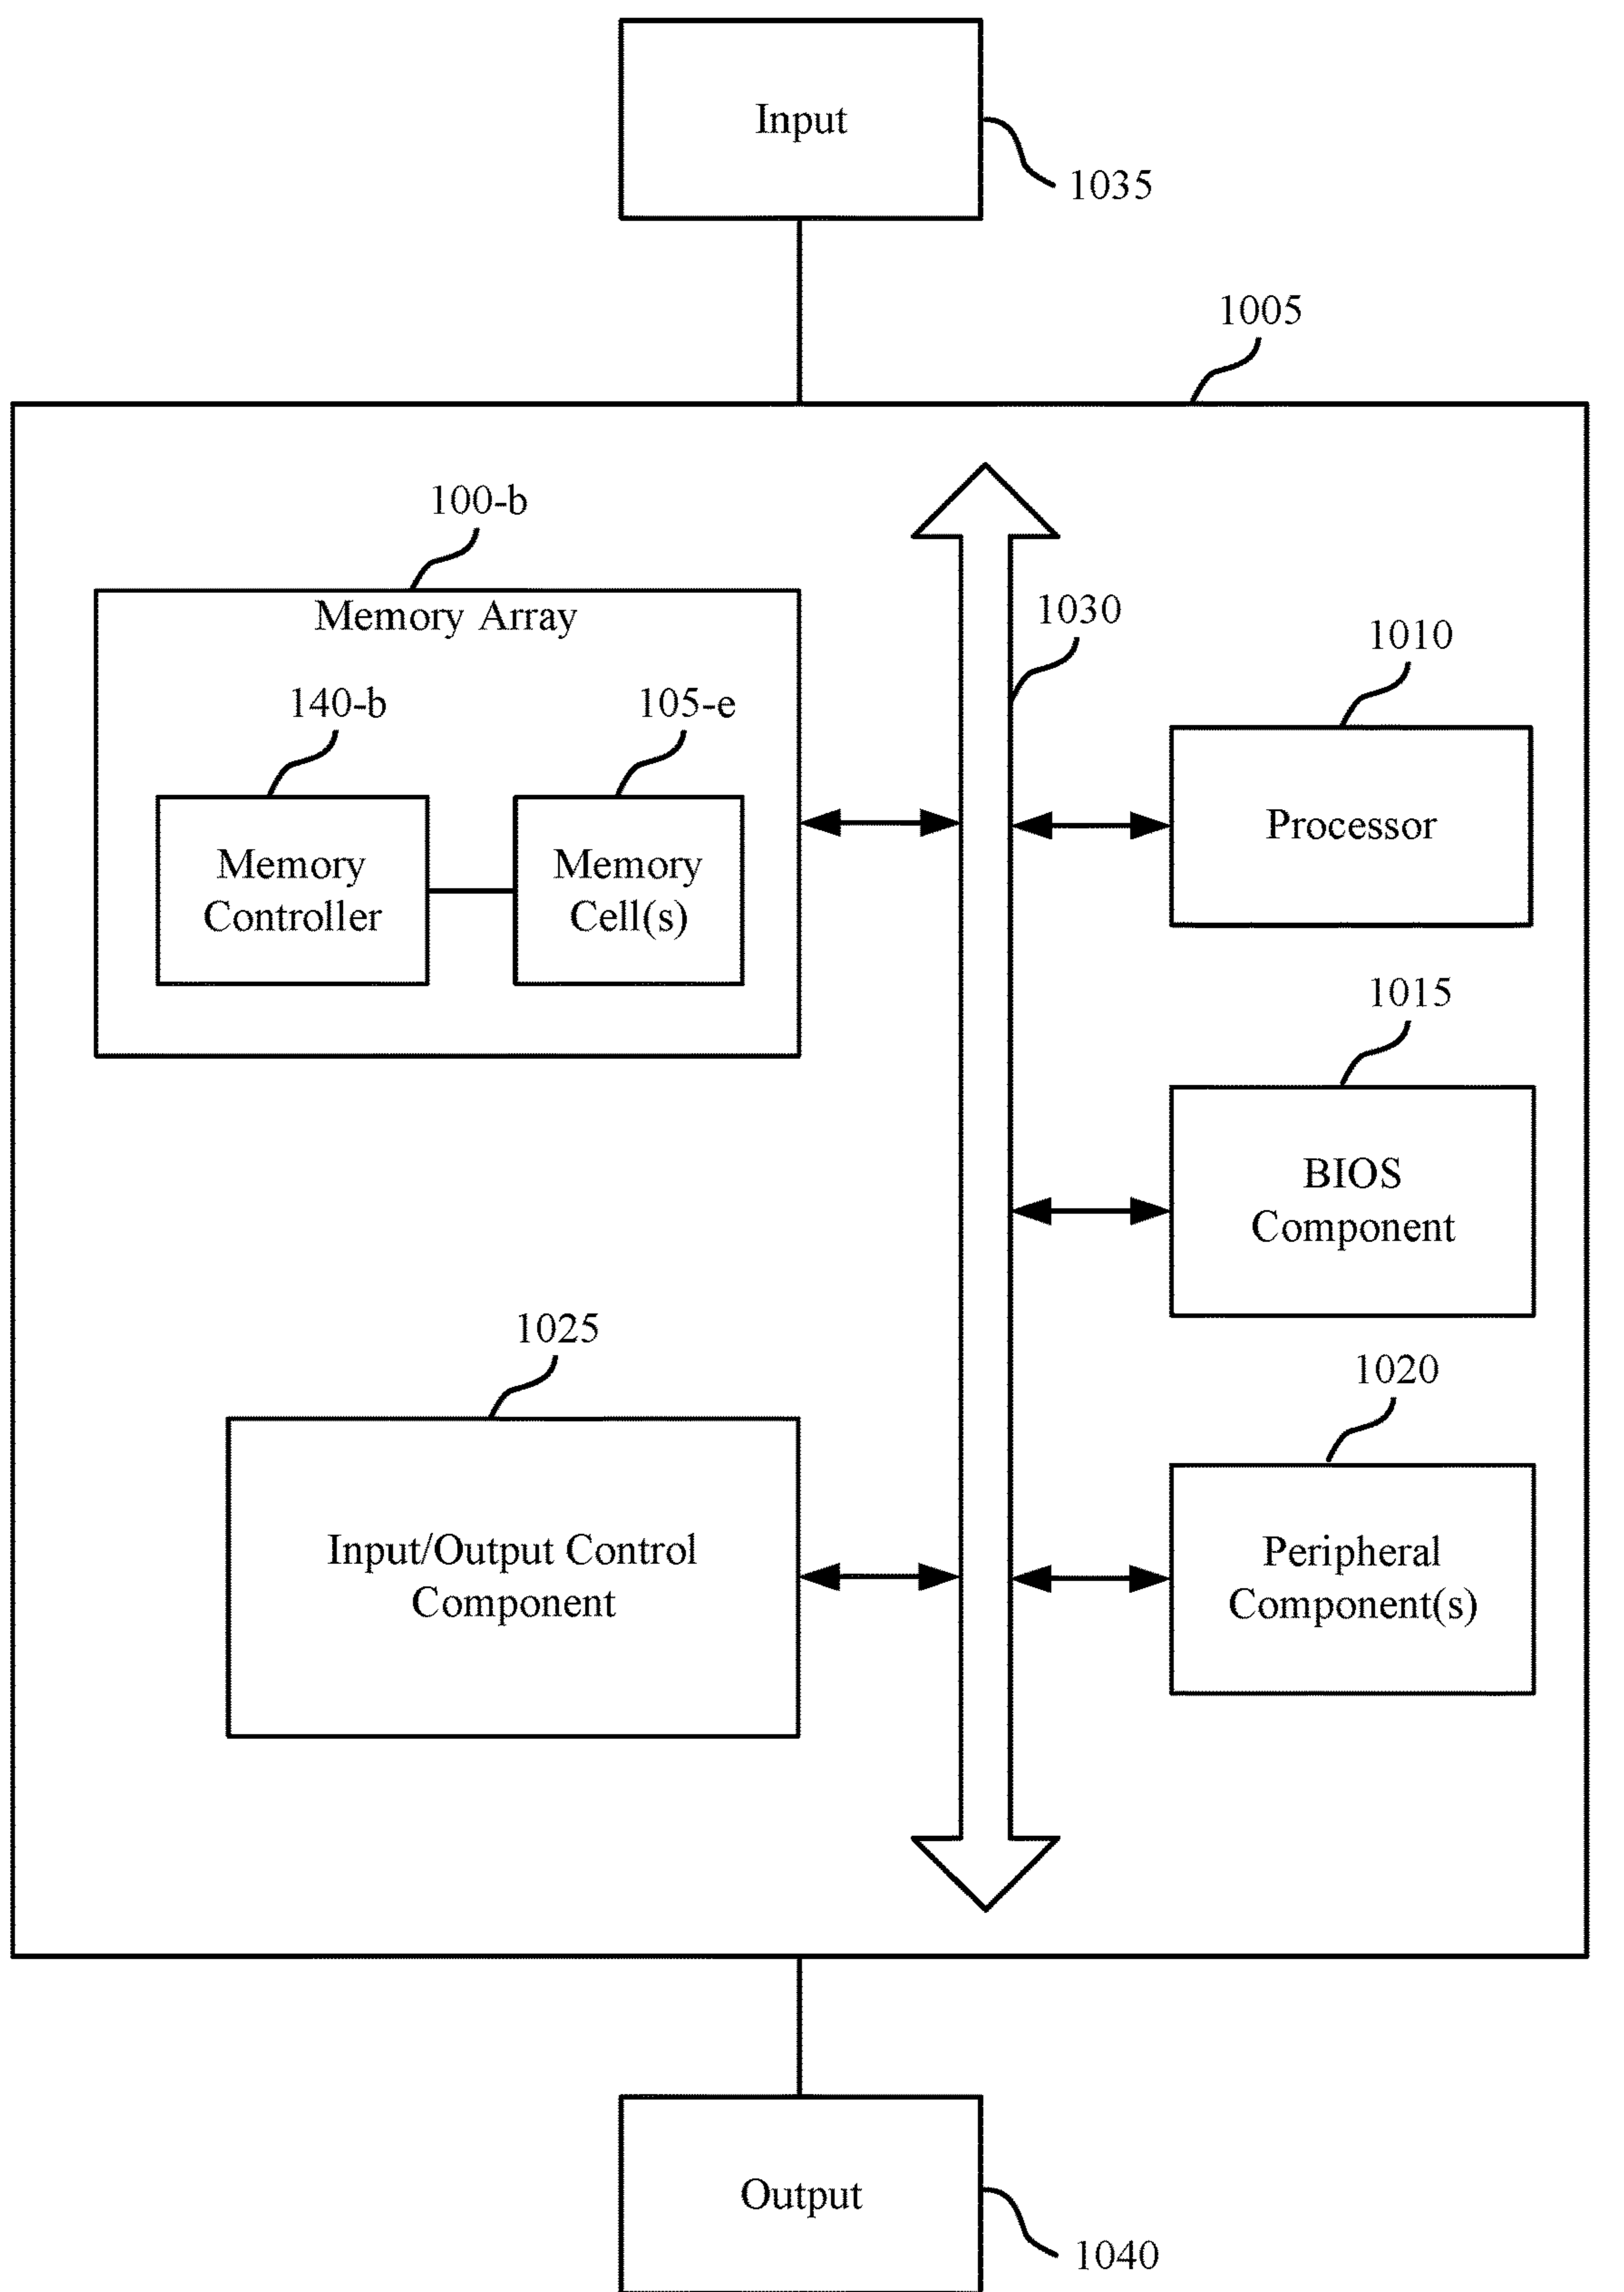 Input
1035
1005
100-b
Memory Array
1030
1010
140-b
105-e
Memory
Controller
Memory
Cell(s)
Processor
1015
BIOS
Component
1025
1020
Input/Output Control
Component
Peripheral
Component(s)
Output
1040